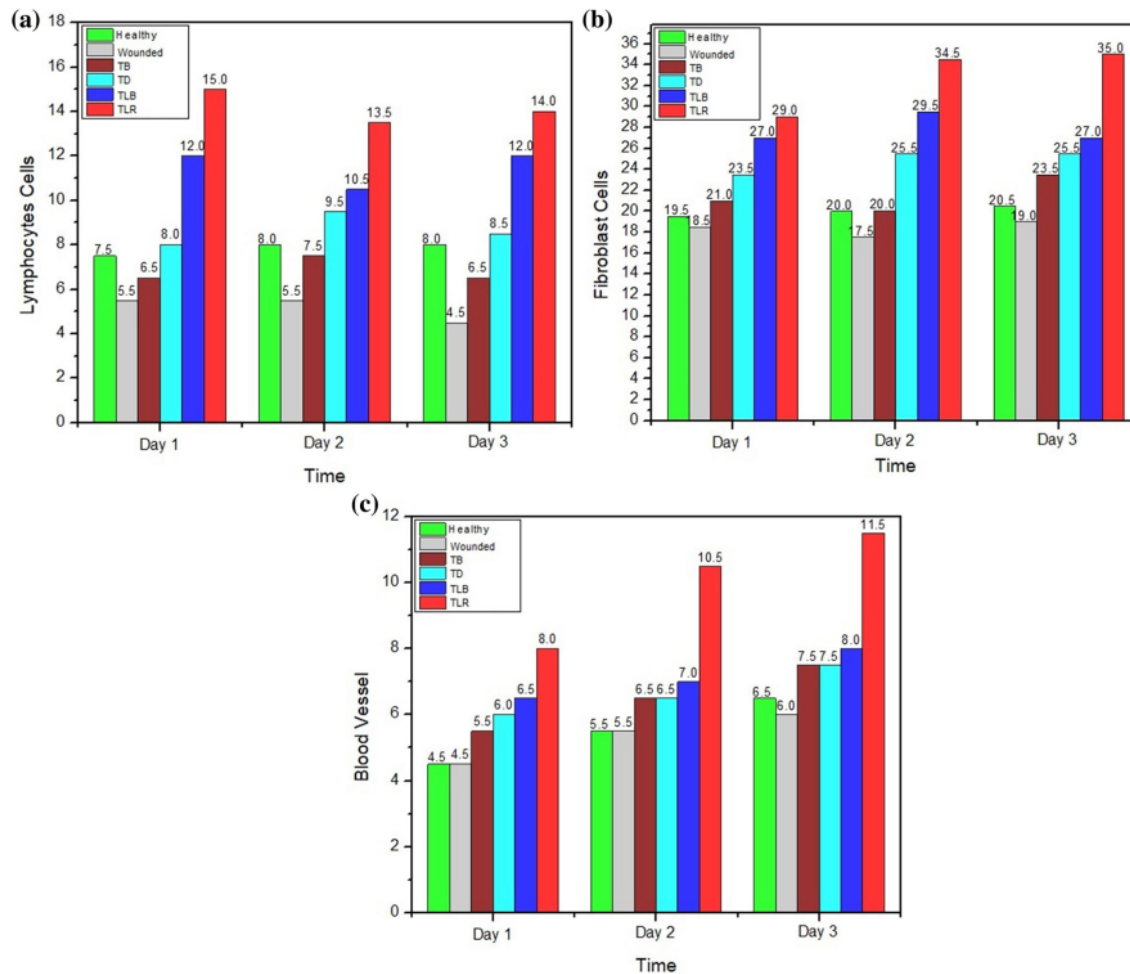 (a)
Lymphocytes Cells
18
16
14
12
10
8
6
4
2
0
Healthy
Wounded
TB
TD
TLB
TLR
7.5
5.5
6.5
8.0
12.0
15.0
8.0
5.5
7.5
9.5
10.5
13.5
8.0
4.5
6.5
8.5
12.0
14.0
Day 1
Day 2
Day 3
Time
(b)
Fibroblast Cells
36
34
32
30
28
26
24
22
20
18
16
14
12
10
8
6
4
2
0
Healthy
Wounded
TB
TD
TLB
TLR
19.5
18.5
21.0
23.5
27.0
29.0
20.0
17.5
20.0
25.5
29.5
34.5
20.5
19.0
23.5
25.5
27.0
35.0
Day 1
Day 2
Day 3
Time
(c)
Blood Vessel
12
10
8
6
4
2
0
Healthy
Wounded
TB
TD
TLB
TLR
4.5
4.5
5.5
6.0
6.5
8.0
5.5
5.5
6.5
6.5
7.0
10.5
6.5
6.0
7.5
7.5
8.0
11.5
Day 1
Day 2
Day 3
Time